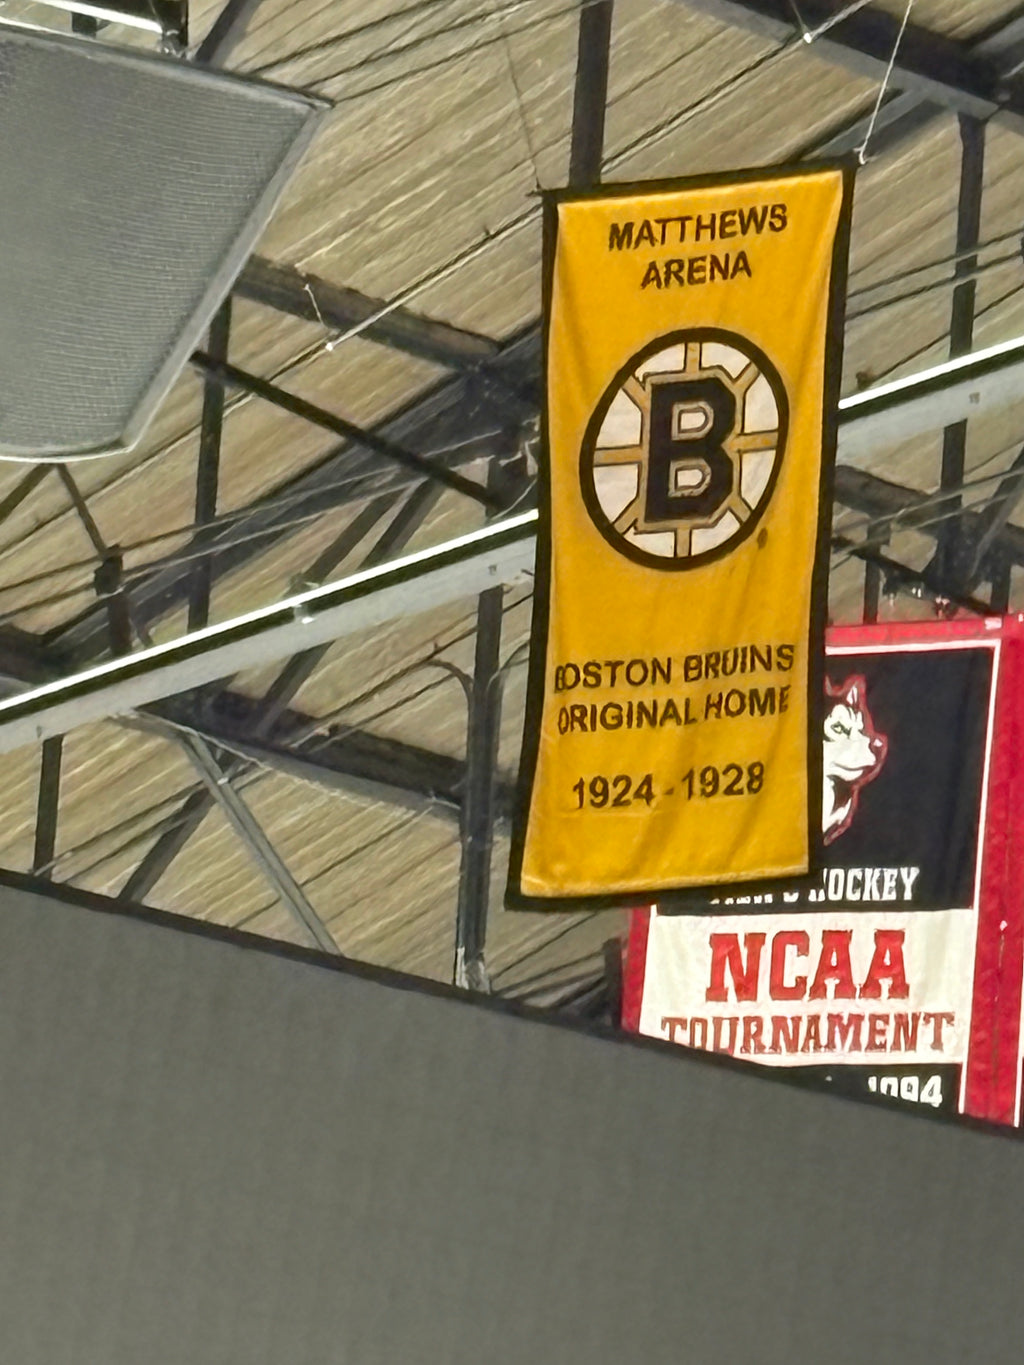 MATTHEWS
ARENA
B
BOSTON BRUINS
ORIGINAL HOME
1924 - 1928
HOCKEY
NCAA
TOURNAMENT
1994